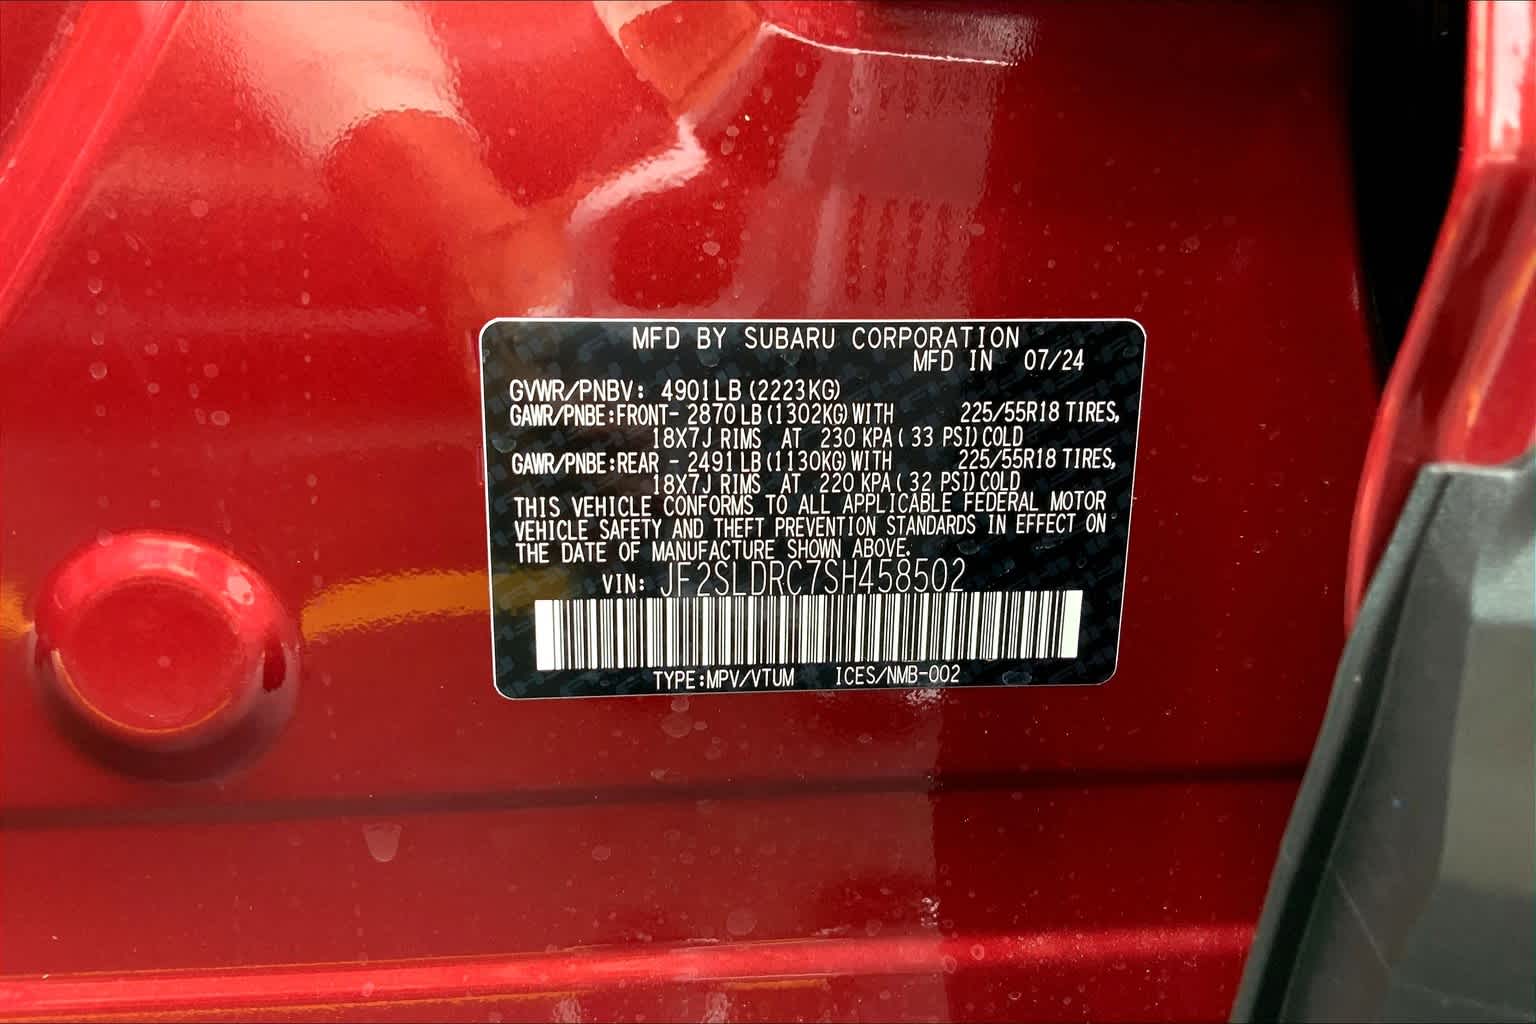 MFD BY SUBARU CORPORATION
MFD IN 07/24
GVWR/PNBV: 4901LB (2223KG)
GAWR/PNBE:FRONT- 2870LB (1302KG) WITH 225/55R18 TIRES,
18X7J RIMS AT 230 KPA ( 33 PSI) COLD
GAWR/PNBE:REAR - 2491LB (1130KG) WITH 225/55R18 TIRES,
18X7J RIMS AT 220 KPA ( 32 PSI) COLD
THIS VEHICLE CONFORMS TO ALL APPLICABLE FEDERAL MOTOR
VEHICLE SAFETY AND THEFT PREVENTION STANDARDS IN EFFECT ON
THE DATE OF MANUFACTURE SHOWN ABOVE.
VIN: JF2SLDRC7SH458502
TYPE:MPV/VTUM ICES/NMB-002